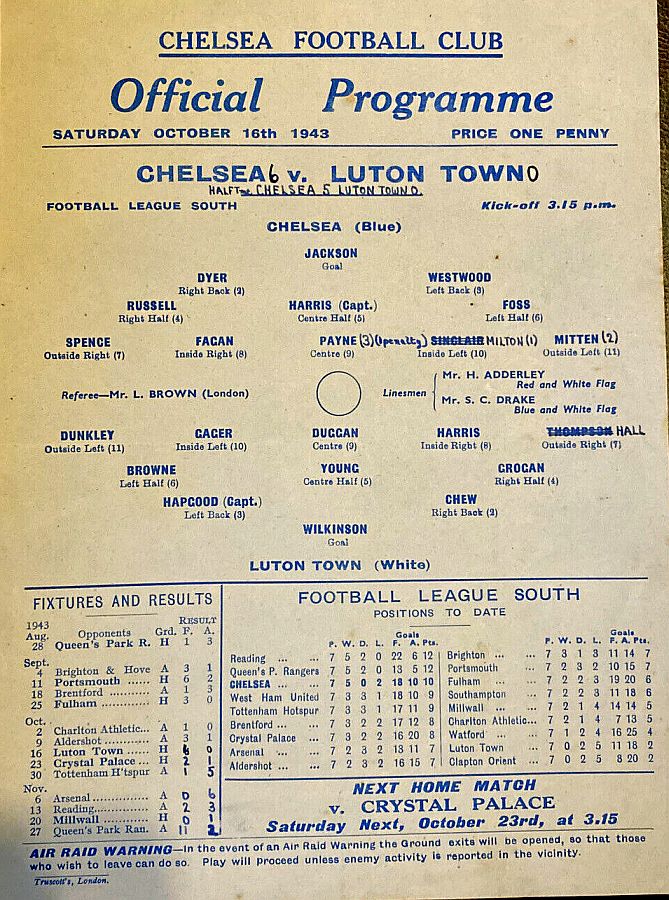 CHELSEA FOOTBALL CLUB
Official Programme
SATURDAY OCTOBER 16th 1943 PRICE ONE PENNY
CHELSEA 6 v. LUTON TOWN 0
HALFT CHELSEA 5 LUTON TOWN 0.
FOOTBALL LEAGUE SOUTH Kick-off 3.15 p.m.
CHELSEA (Blue)
JACKSON
Goal
DYER WESTWOOD
Right Back (2) Left Back (3)
RUSSELL HARRIS (Capt.) FOSS
Right Half (4) Centre Half (5) Left Half (6)
SPENCE FAGAN PAYNE (3)(1penalty) SINCLAIR MILTON (1) MITTEN (2)
Outside Right (7) Inside Right (8) Centre (9) Inside Left (10) Outside Left (11)
Referee—Mr. L. BROWN (London) Linesmen
Mr. H. ADDERLEY
Red and White Flag
Mr. S. C. DRAKE
Blue and White Flag
DUNKLEY GAGER DUGGAN HARRIS THOMPSON HALL
Outside Left (11) Inside Left (10) Centre (9) Inside Right (8) Outside Right (7)
BROWNE YOUNG GROGAN
Left Half (6) Centre Half (5) Right Half (4)
HAPGOOD (Capt.) CHEW
Left Back (3) Right Back (2)
WILKINSON
Goal
LUTON TOWN (White)
FIXTURES AND RESULTS
1943 RESULT
Aug. Opponents Grd. F. A.
28 Queen's Park R. H 1 3
Sept.
4 Brighton & Hove A 3 1
11 Portsmouth ... H 6 2
18 Brentford ... A 1 3
25 Fulham ... H 3 0
Oct.
2 Charlton Athletic... A 1 0
9 Aldershot ... A 3 1
16 Luton Town ... H 6 0
23 Crystal Palace ... H 2 1
30 Tottenham H'tspur A 1 5
Nov.
6 Arsenal ... A 0 6
13 Reading ... A 2 3
20 Millwall ... H 0 1
27 Queen's Park Ran. A 11 2
FOOTBALL LEAGUE SOUTH
POSITIONS TO DATE
Goals
P. W. D. L. F. A. Pts.
Reading ... ... 7 5 2 0 22 6 12
Queen's P. Rangers 7 5 2 0 13 5 12
CHELSEA ... ... 7 5 0 2 18 10 10
West Ham United 7 3 3 1 18 10 9
Tottenham Hotspur 7 3 3 1 16 11 9
Brentford ... ... 7 3 2 2 17 12 8
Crystal Palace ... 7 3 2 2 16 20 8
Arsenal ... ... 7 2 3 2 13 11 7
Aldershot ... ... 7 2 3 2 16 15 7
Goals
P. W. D. L. F. A. Pts.
Brighton ... ... 7 3 1 3 11 14 7
Portsmouth ... 7 2 3 2 10 15 7
Fulham ... ... 7 2 2 3 19 20 6
Southampton ... 7 2 2 3 11 18 6
Millwall ... ... 7 2 1 4 14 14 5
Charlton Athletic... 7 2 1 4 7 13 5
Watford ... ... 7 1 2 4 16 25 4
Luton Town ... 7 0 2 5 11 18 2
Clapton Orient ... 7 0 2 5 8 20 2
NEXT HOME MATCH
v. CRYSTAL PALACE
Saturday Next, October 23rd, at 3.15
AIR RAID WARNING—In the event of an Air Raid Warning the Ground exits will be opened, so that those
who wish to leave can do so. Play will proceed unless enemy activity is reported in the vicinity.
Truscott's, London.